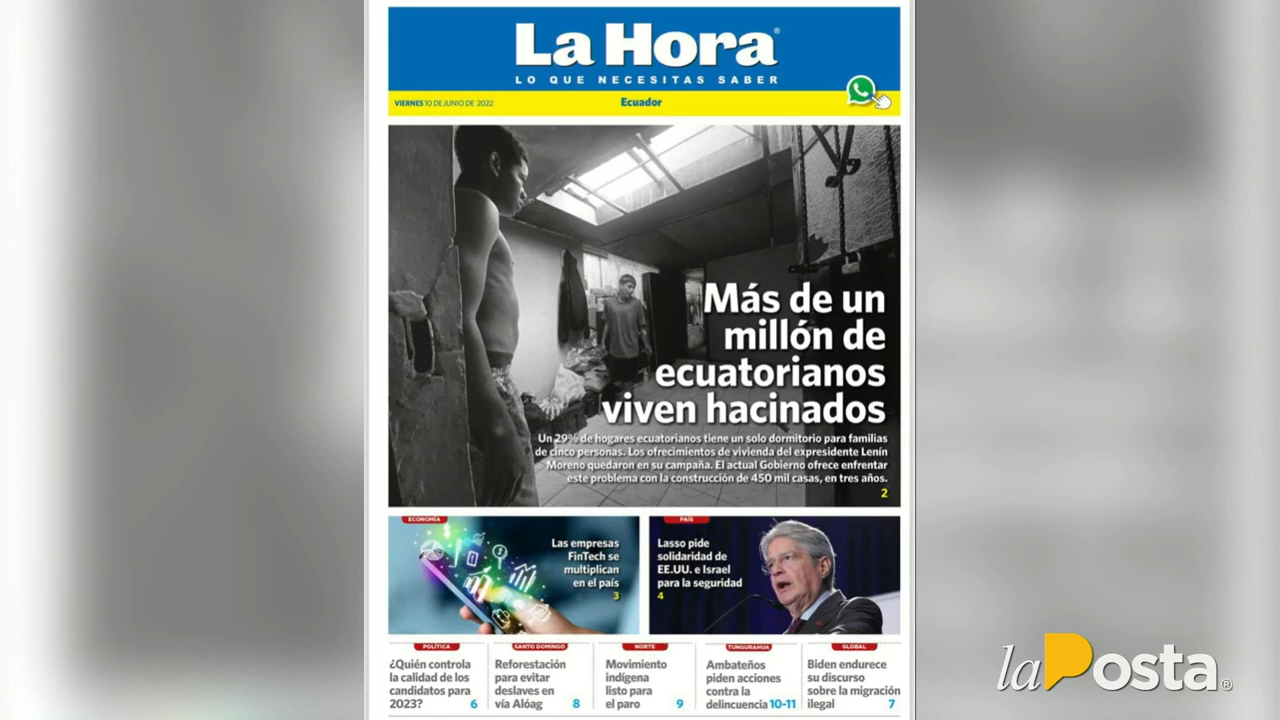 La Hora®
LO QUE NECESITAS SABER
VIERNES 10 DE JUNIO DE 2022
Ecuador
Más de un
millón de
ecuatorianos
viven hacinados
Un 29% de hogares ecuatorianos tiene un solo dormitorio para familias
de cinco personas. Los ofrecimientos de vivienda del expresidente Lenín
Moreno quedaron en su campaña. El actual Gobierno ofrece enfrentar
este problema con la construcción de 450 mil casas, en tres años.
2
ECONOMÍA
Las empresas
FinTech se
multiplican
en el país
3
PAÍS
Lasso pide
solidaridad de
EE.UU. e Israel
para la seguridad
4
POLÍTICA
¿Quién controla
la calidad de los
candidatos para
2023? 6
SANTO DOMINGO
Reforestación
para evitar
deslaves en
vía Alóag 8
NORTE
Movimiento
indígena
listo para
el paro 9
TUNGURAHUA
Ambateños
piden acciones
contra la
delincuencia 10-11
GLOBAL
Biden endurece
su discurso
sobre la migración
ilegal 7
laPosta®